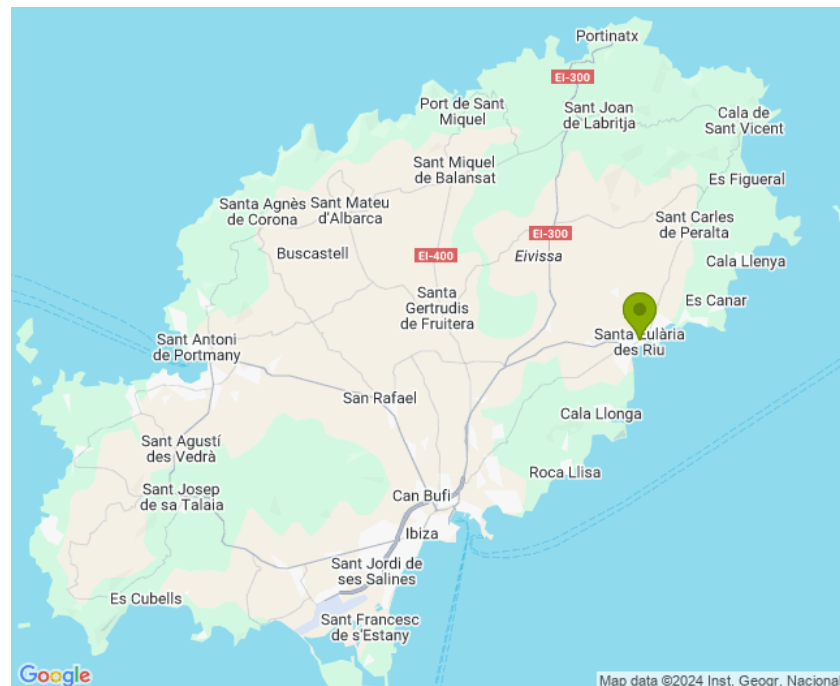 Portinatx
EI-300
Port de Sant
Miquel
Sant Joan
de Labritja
Cala de
Sant Vicent
Sant Miquel
de Balansat
Es Figueral
Santa Agnès
de Corona
Sant Mateu
d'Albarca
Sant Carles
de Peralta
EI-300
Buscastell
EI-400
Eivissa
Cala Llenya
Santa
Gertrudis
de Fruitera
Es Canar
Sant Antoni
de Portmany
Santa Eulària
des Riu
San Rafael
Cala Llonga
Sant Agustí
des Vedrà
Roca Llisa
Sant Josep
de sa Talaia
Can Bufi
Ibiza
Sant Jordi de
ses Salines
Es Cubells
Sant Francesc
de s'Estany
Google
Map data ©2024 Inst. Geogr. Nacional